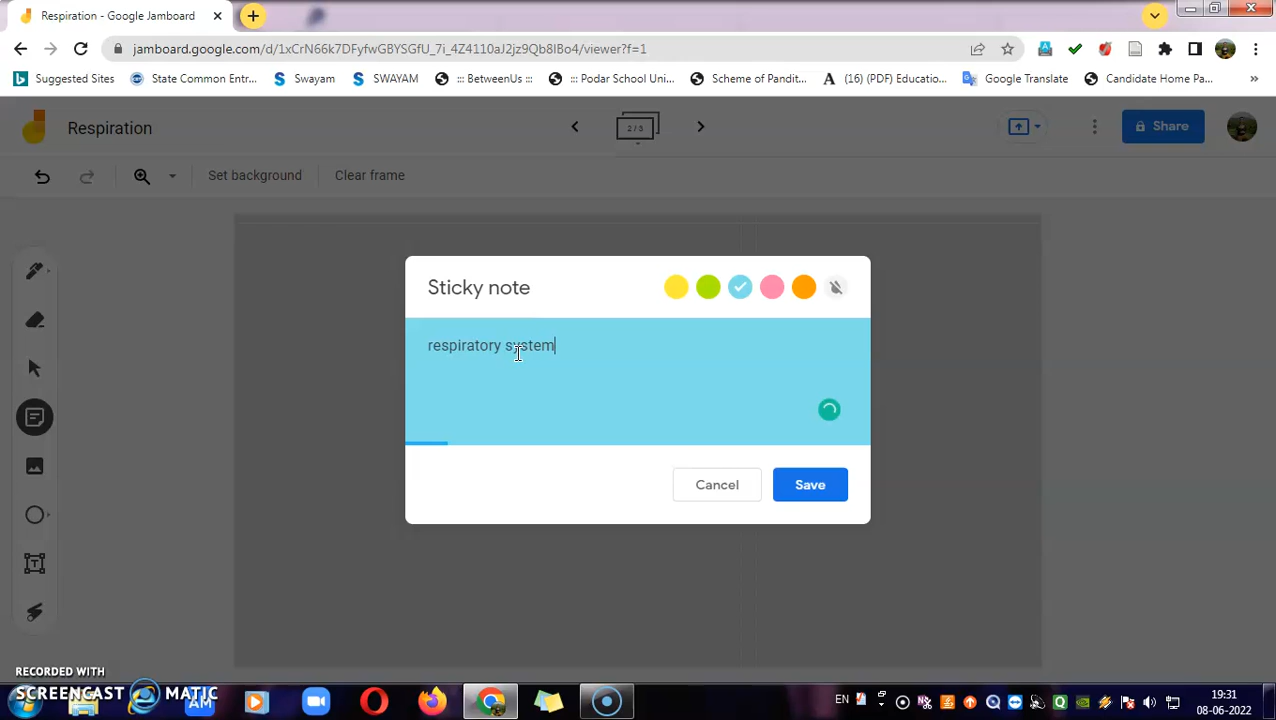 Respiration - Google Jamboard
jamboard.google.com/d/1xCrN66k7DFyfwGBYSGfU_7i_4Z4110aJ2jz9Qb8lBo4/viewer?f=1
Suggested Sites
State Common Entr...
Swayam
SWAYAM
::: BetweenUs :::
::: Podar School Uni...
Scheme of Pandit...
(16) (PDF) Educatio...
Google Translate
Candidate Home Pa...
»
Respiration
2 / 3
Share
Set background
Clear frame
Sticky note
respiratory system
Cancel
Save
RECORDED WITH
SCREENCAST MATIC
AM
EN
19:31
08-06-2022